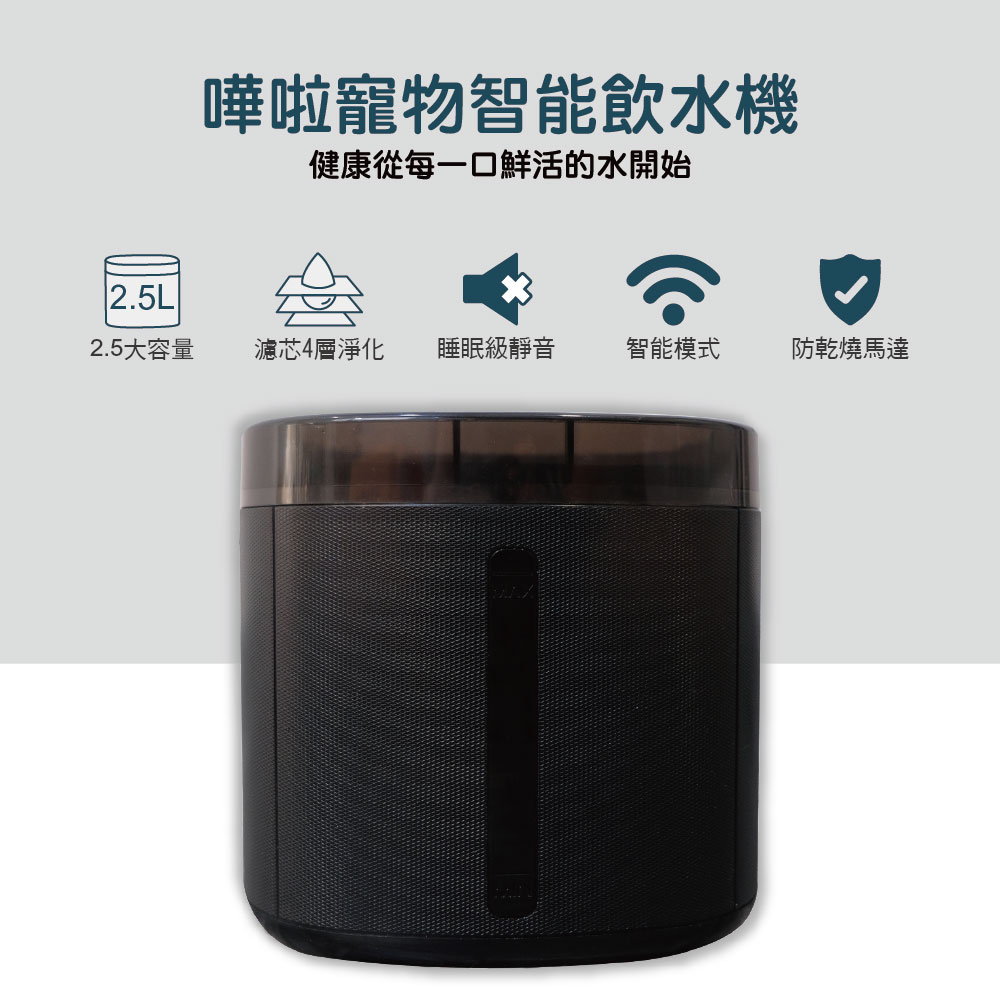 嘩啦寵物智能飲水機
健康從每一口鮮活的水開始
2.5L
2.5大容量
濾芯4層淨化
睡眠級靜音
智能模式
防乾燒馬達
MAX
MIN